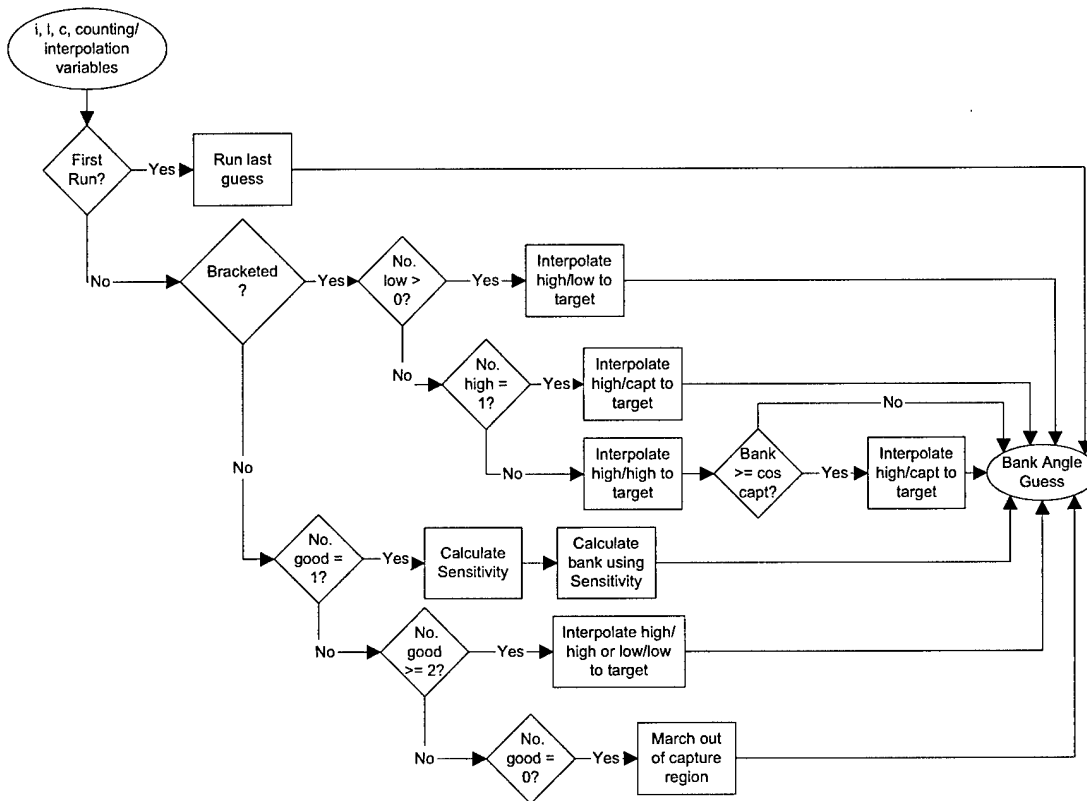 i, l, c, counting/
interpolation
variables
First
Run?
Yes
Run last
guess
No
Bracketed
?
Yes
No.
low >
0?
Yes
Interpolate
high/low to
target
No
No.
high =
1?
Yes
Interpolate
high/capt to
target
No
No
Interpolate
high/high to
target
Bank
>= cos
capt?
Yes
Interpolate
high/capt to
target
Bank Angle
Guess
No
No.
good =
1?
Yes
Calculate
Sensitivity
Calculate
bank using
Sensitivity
No
No.
good
>= 2?
Yes
Interpolate high/
high or low/low
to target
No
No.
good =
0?
Yes
March out
of capture
region